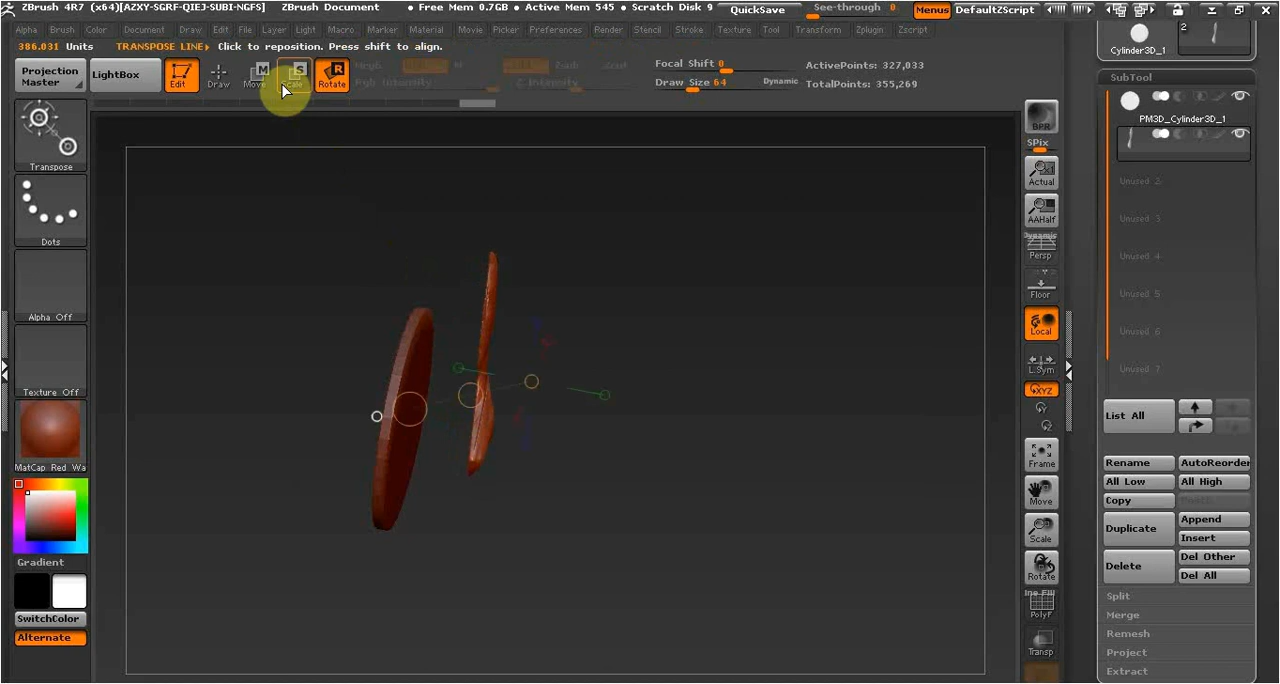 ZBrush 4R7 (x64)[AZXY-SGRF-QIEJ-SUBI-NGFS] ZBrush Document • Free Mem 0.7GB • Active Mem 545 • Scratch Disk 9 QuickSave See-through 0 Menus DefaultZScript
Alpha Brush Color Document Draw Edit File Layer Light Macro Marker Material Movie Picker Preferences Render Stencil Stroke Texture Tool Transform Zplugin Zscript
386.031 Units TRANSPOSE LINE Click to reposition. Press shift to align.
Projection Master
LightBox
Edit
Draw
M
Move
S
Scale
R
Rotate
Mrgb
M
Zcut
Rgb Intensity
Z Intensity
Focal Shift 0
Draw Size 64 Dynamic
ActivePoints: 327,033
TotalPoints: 355,269
Transpose
Dots
Alpha Off
Texture Off
MatCap Red Wa
Gradient
SwitchColor
Alternate
BPR
SPix
Actual
AAHalf
Dynamic
Persp
Floor
Local
L.Sym
XYZ
Frame
Move
Scale
Rotate
PolyF
Transp
Cylinder3D_1
2
SubTool
PM3D_Cylinder3D_1
Unused 2
Unused 3
Unused 4
Unused 5
Unused 6
Unused 7
List All
Rename AutoReorder
All Low All High
Copy
Duplicate Append
Insert
Delete Del Other
Del All
Split
Merge
Remesh
Project
Extract